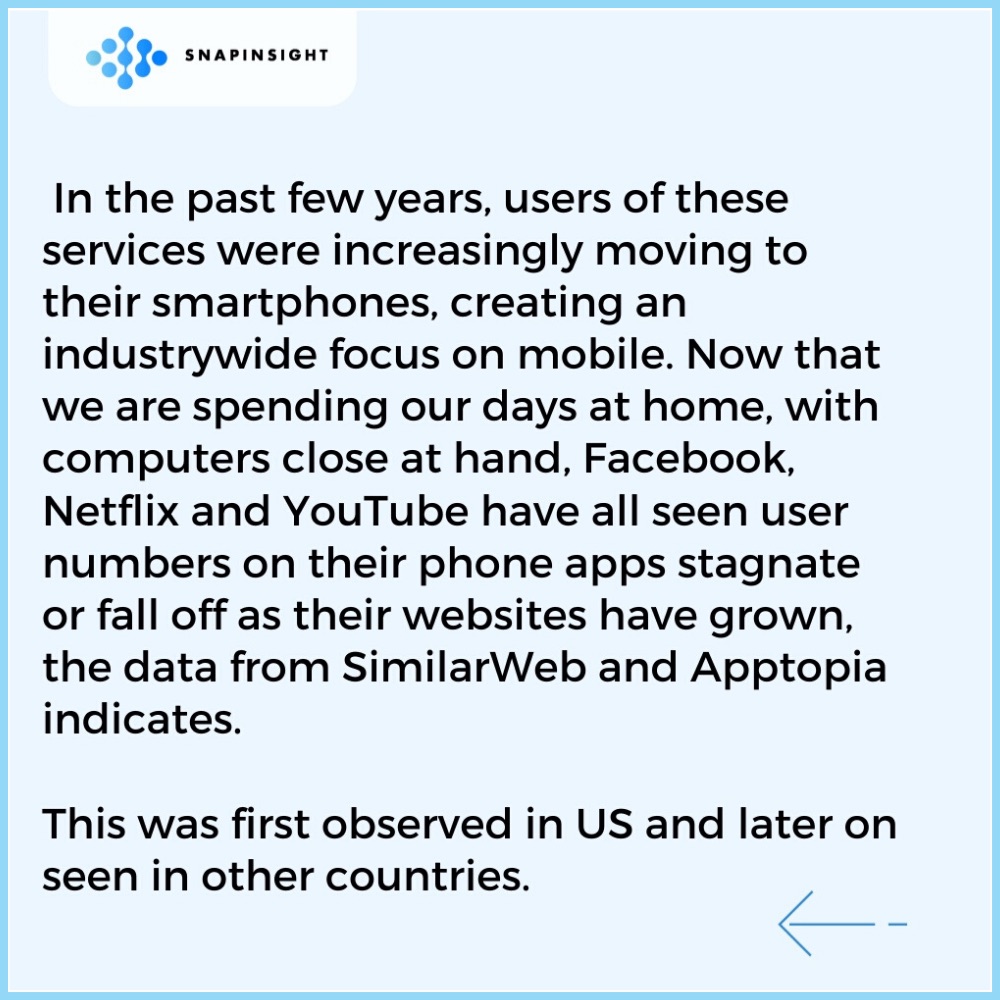 SNAPINSIGHT
In the past few years, users of these
services were increasingly moving to
their smartphones, creating an
industrywide focus on mobile. Now that
we are spending our days at home, with
computers close at hand, Facebook,
Netflix and YouTube have all seen user
numbers on their phone apps stagnate
or fall off as their websites have grown,
the data from SimilarWeb and Apptopia
indicates.
This was first observed in US and later on
seen in other countries.